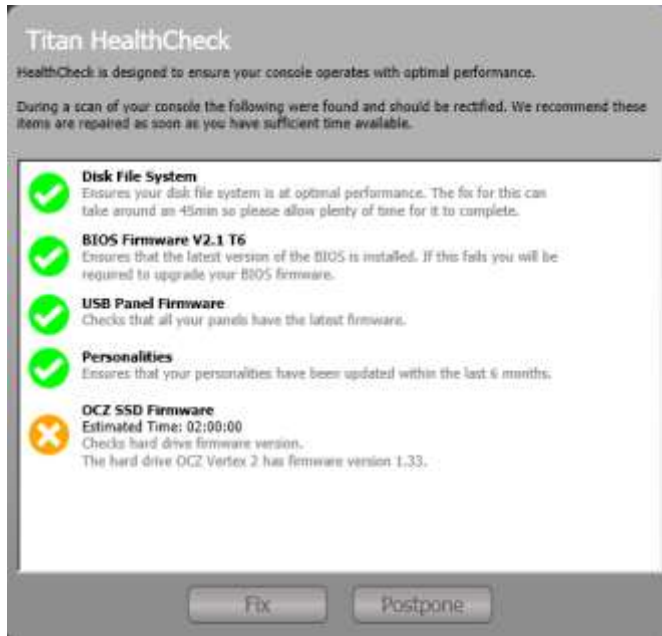 Titan HealthCheck
HealthCheck is designed to ensure your console operates with optimal performance.
During a scan of your console the following were found and should be rectified. We recommend these
items are repaired as soon as you have sufficient time available.
Disk File System
Ensures your disk file system is at optimal performance. The fix for this can
take around an 45min so please allow plenty of time for it to complete.
BIOS Firmware V2.1 T6
Ensures that the latest version of the BIOS is installed. If this fails you will be
required to upgrade your BIOS firmware.
USB Panel Firmware
Checks that all your panels have the latest firmware.
Personalities
Ensures that your personalities have been updated within the last 6 months.
OCZ SSD Firmware
Estimated Time: 02:00:00
Checks hard drive firmware version.
The hard drive OCZ Vertex 2 has firmware version 1.33.
Fix
Postpone